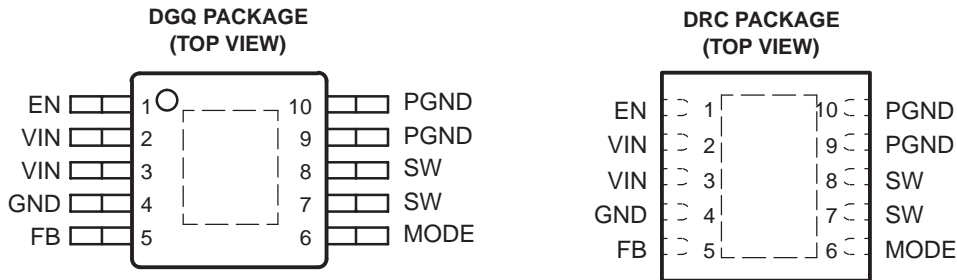 DGQ PACKAGE
(TOP VIEW)
EN 1 10 PGND
VIN 2 9 PGND
VIN 3 8 SW
GND 4 7 SW
FB 5 6 MODE
DRC PACKAGE
(TOP VIEW)
EN 1 10 PGND
VIN 2 9 PGND
VIN 3 8 SW
GND 4 7 SW
FB 5 6 MODE